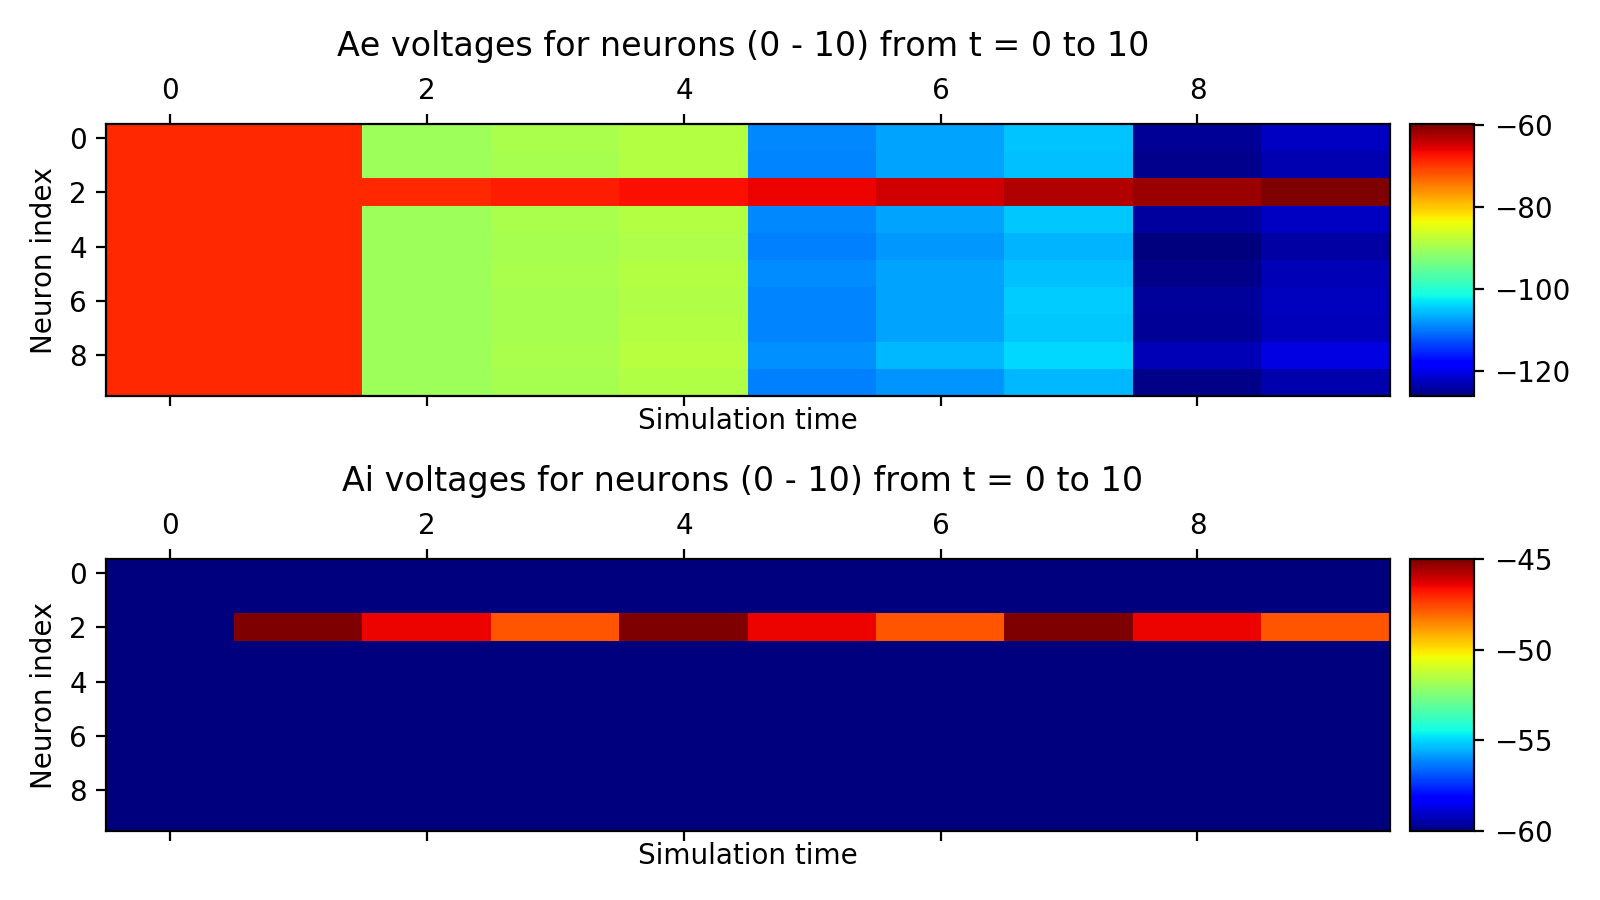 Ae voltages for neurons (0 - 10) from t = 0 to 10
0 2 4 6 8
Neuron index
0
2
4
6
8
−60
−80
−100
−120
Simulation time
Ai voltages for neurons (0 - 10) from t = 0 to 10
0 2 4 6 8
Neuron index
0
2
4
6
8
−45
−50
−55
−60
Simulation time